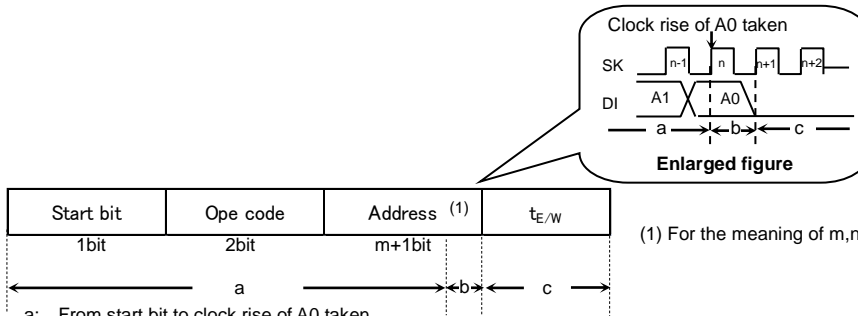 Clock rise of A0 taken
SK n-1 n n+1 n+2
DI A1 A0
a b c
Enlarged figure
Start bit Ope code Address (1) tE/W
1bit 2bit m+1bit
(1) For the meaning of m,n
a b c
a: From start bit to clock rise of A0 taken